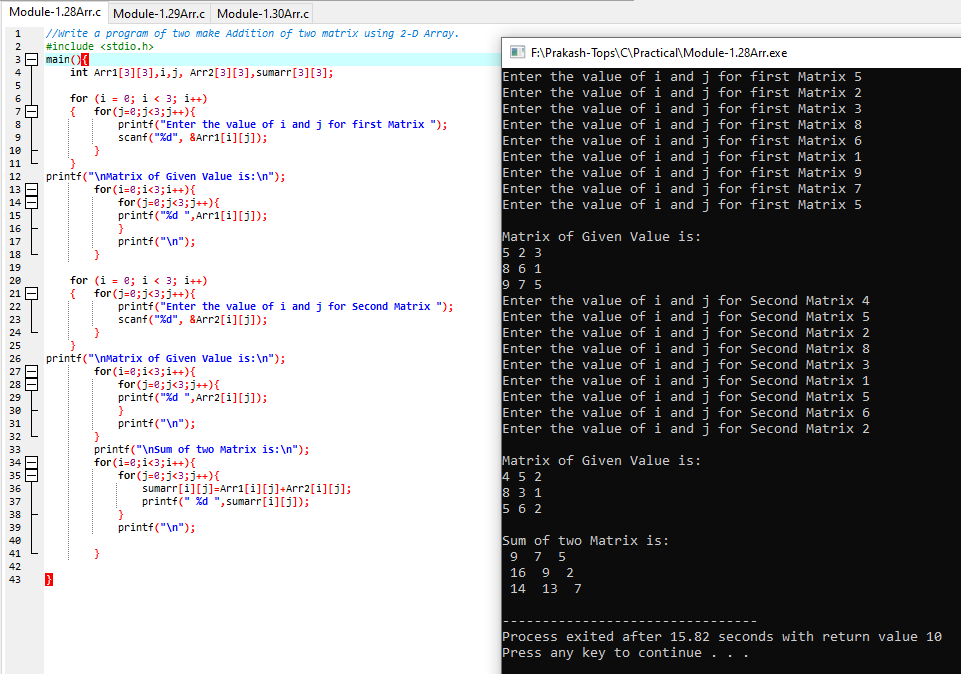 Module-1.28Arr.c Module-1.29Arr.c Module-1.30Arr.c
1 //Write a program of two make Addition of two matrix using 2-D Array.
2 #include <stdio.h>
3 main(){
4 int Arr1[3][3],i,j, Arr2[3][3],sumarr[3][3];
5
6 for (i = 0; i < 3; i++)
7 { for(j=0;j<3;j++){
8 printf("Enter the value of i and j for first Matrix ");
9 scanf("%d", &Arr1[i][j]);
10 }
11 }
12 printf("\nMatrix of Given Value is:\n");
13 for(i=0;i<3;i++){
14 for(j=0;j<3;j++){
15 printf("%d ",Arr1[i][j]);
16 }
17 printf("\n");
18 }
19
20 for (i = 0; i < 3; i++)
21 { for(j=0;j<3;j++){
22 printf("Enter the value of i and j for Second Matrix ");
23 scanf("%d", &Arr2[i][j]);
24 }
25 }
26 printf("\nMatrix of Given Value is:\n");
27 for(i=0;i<3;i++){
28 for(j=0;j<3;j++){
29 printf("%d ",Arr2[i][j]);
30 }
31 printf("\n");
32 }
33 printf("\nSum of two Matrix is:\n");
34 for(i=0;i<3;i++){
35 for(j=0;j<3;j++){
36 sumarr[i][j]=Arr1[i][j]+Arr2[i][j];
37 printf(" %d ",sumarr[i][j]);
38 }
39 printf("\n");
40
41 }
42
43 }
F:\Prakash-Tops\C\Practical\Module-1.28Arr.exe
Enter the value of i and j for first Matrix 5
Enter the value of i and j for first Matrix 2
Enter the value of i and j for first Matrix 3
Enter the value of i and j for first Matrix 8
Enter the value of i and j for first Matrix 6
Enter the value of i and j for first Matrix 1
Enter the value of i and j for first Matrix 9
Enter the value of i and j for first Matrix 7
Enter the value of i and j for first Matrix 5
Matrix of Given Value is:
5 2 3
8 6 1
9 7 5
Enter the value of i and j for Second Matrix 4
Enter the value of i and j for Second Matrix 5
Enter the value of i and j for Second Matrix 2
Enter the value of i and j for Second Matrix 8
Enter the value of i and j for Second Matrix 3
Enter the value of i and j for Second Matrix 1
Enter the value of i and j for Second Matrix 5
Enter the value of i and j for Second Matrix 6
Enter the value of i and j for Second Matrix 2
Matrix of Given Value is:
4 5 2
8 3 1
5 6 2
Sum of two Matrix is:
9 7 5
16 9 2
14 13 7
--------------------------------
Process exited after 15.82 seconds with return value 10
Press any key to continue . . .